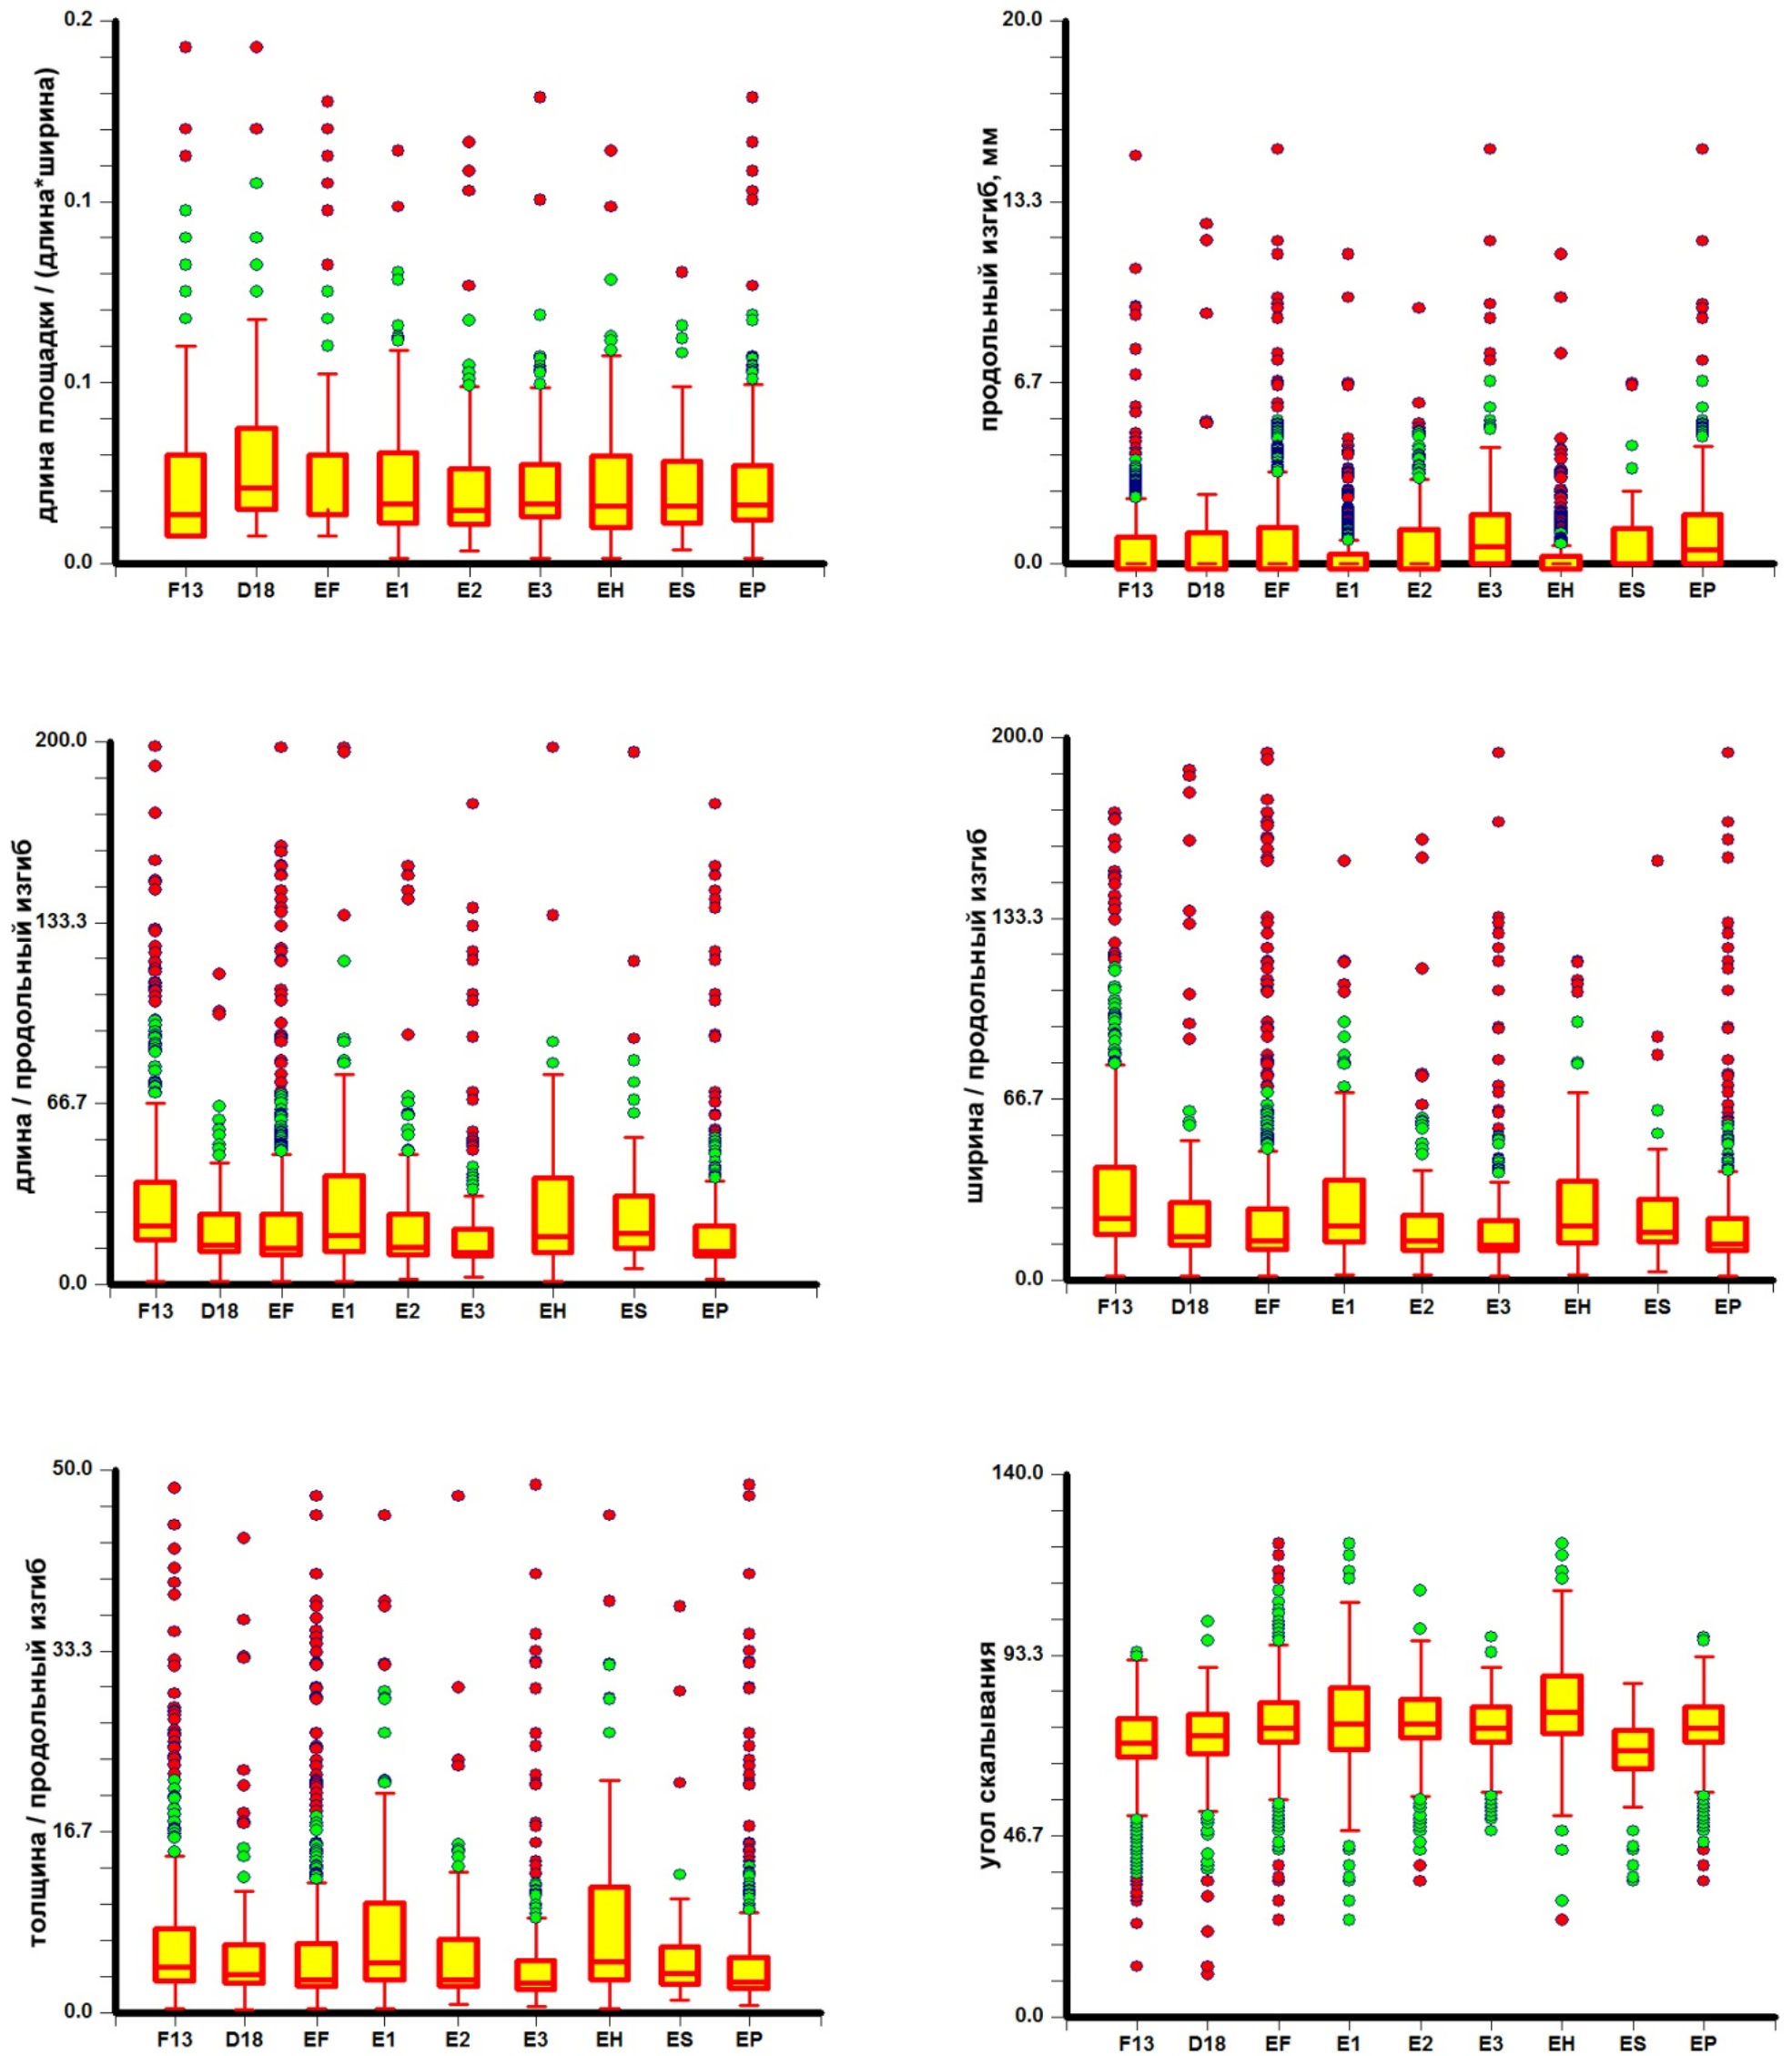 длина площадки / (длина*ширина)
0.2
0.1
0.1
0.0
F13 D18 EF E1 E2 E3 EH ES EP
продольный изгиб, мм
20.0
13.3
6.7
0.0
F13 D18 EF E1 E2 E3 EH ES EP
длина / продольный изгиб
200.0
133.3
66.7
0.0
F13 D18 EF E1 E2 E3 EH ES EP
ширина / продольный изгиб
200.0
133.3
66.7
0.0
F13 D18 EF E1 E2 E3 EH ES EP
толщина / продольный изгиб
50.0
33.3
16.7
0.0
F13 D18 EF E1 E2 E3 EH ES EP
угол скалывания
140.0
93.3
46.7
0.0
F13 D18 EF E1 E2 E3 EH ES EP